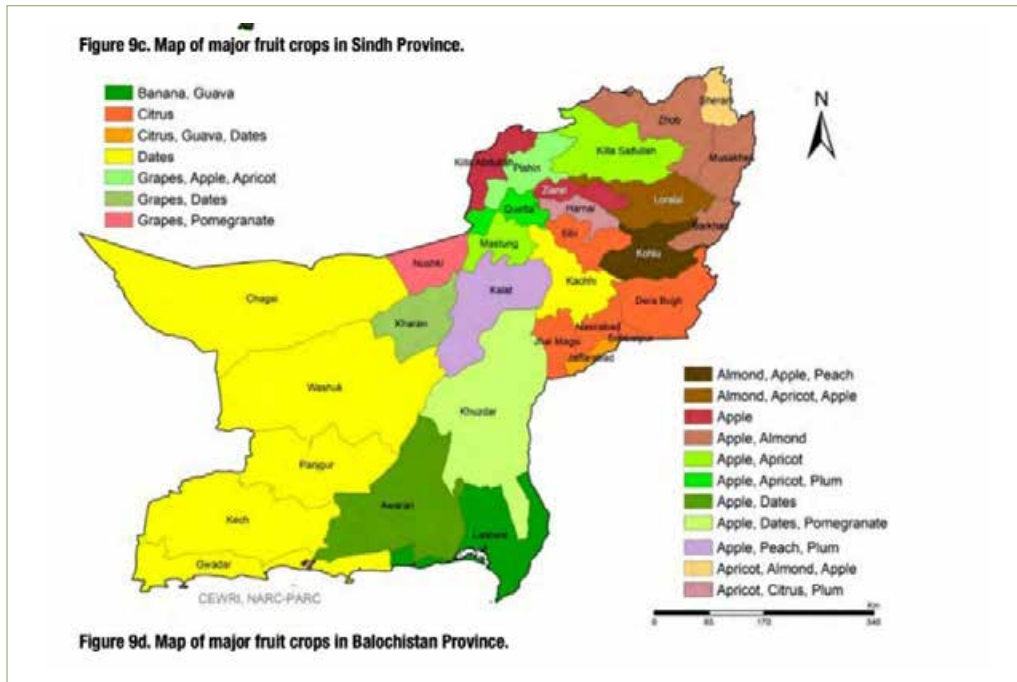 Figure 9c. Map of major fruit crops in Sindh Province.
Banana, Guava
Citrus
Citrus, Guava, Dates
Dates
Grapes, Apple, Apricot
Grapes, Dates
Grapes, Pomegranate
N
Sherani
Zhob
Killa Saifullah
Musakhel
Killa Abdullah
Pishin
Ziarat
Loralai
Harnai
Quetta
Barkhan
Sibi
Mastung
Kohlu
Nushki
Kachhi
Kalat
Chagai
Dera Bugti
Kharan
Nasirabad
Jhal Magsi
Jaffarabad
Washuk
Khuzdar
Panjgur
Awaran
Kech
Lasbela
Gwadar
Almond, Apple, Peach
Almond, Apricot, Apple
Apple
Apple, Almond
Apple, Apricot
Apple, Apricot, Plum
Apple, Dates
Apple, Dates, Pomegranate
Apple, Peach, Plum
Apricot, Almond, Apple
Apricot, Citrus, Plum
Km
0 85 170 340
CEWRI, NARC-PARC
Figure 9d. Map of major fruit crops in Balochistan Province.